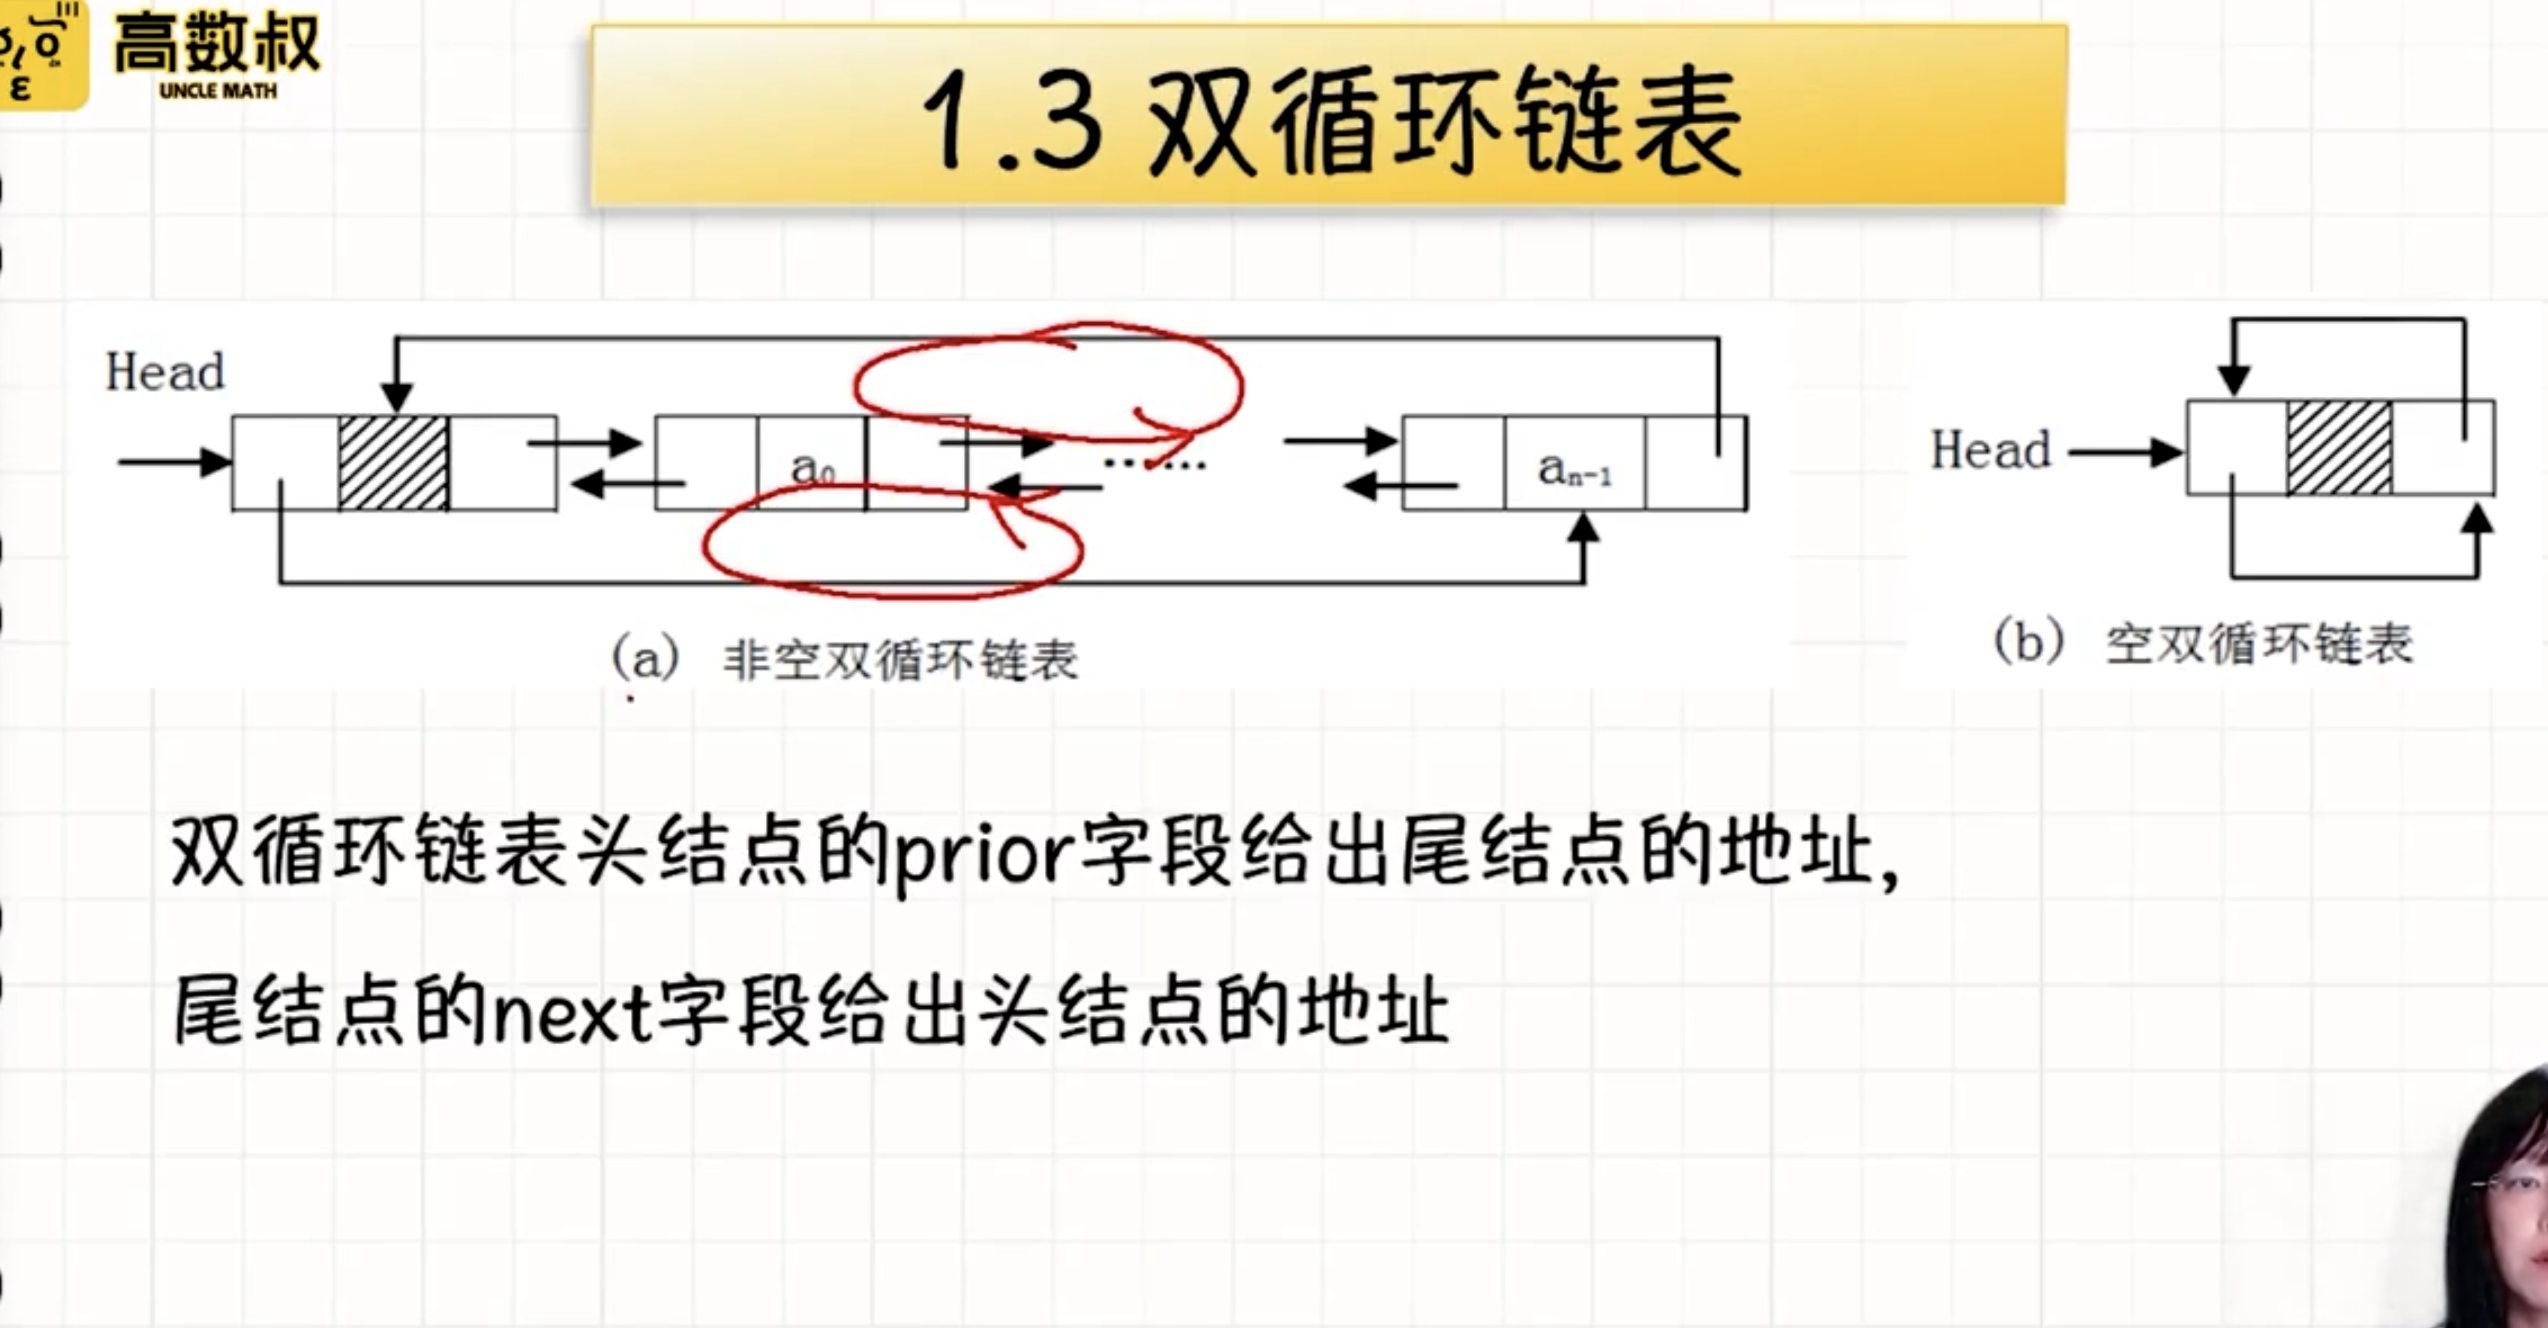 高数叔
UNCLE MATH
1.3 双循环链表
Head
a₀
......
aₙ₋₁
(a) 非空双循环链表
Head
(b) 空双循环链表
双循环链表头结点的prior字段给出尾结点的地址,
尾结点的next字段给出头结点的地址